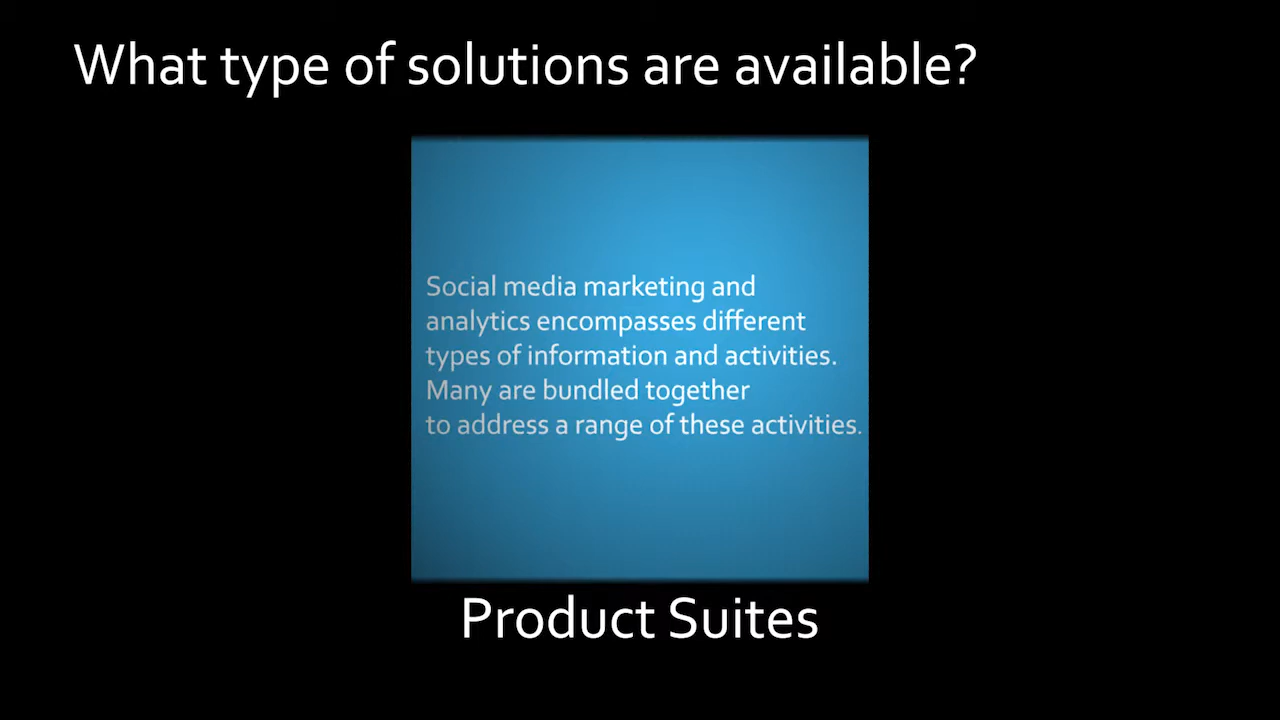 What type of solutions are available?
Social media marketing and
analytics encompasses different
types of information and activities.
Many are bundled together
to address a range of these activities.
Product Suites